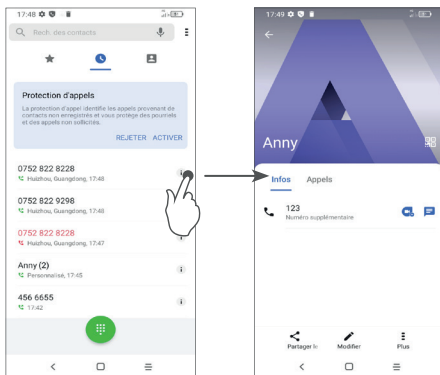 17:48
Rech. des contacts
Protection d'appels
La protection d'appel identifie les appels provenant de
contacts non enregistrés et vous protège des pourriels
et des appels non sollicités.
REJETER ACTIVER
0752 822 8228
Huizhou, Guangdong, 17:48
0752 822 9298
Huizhou, Guangdong, 17:48
0752 822 8228
Huizhou, Guangdong, 17:47
Anny (2)
Personnalisé, 17:45
456 6655
17:42
17:49
Anny
Infos Appels
123
Numéro supplémentaire
Partager le Modifier Plus